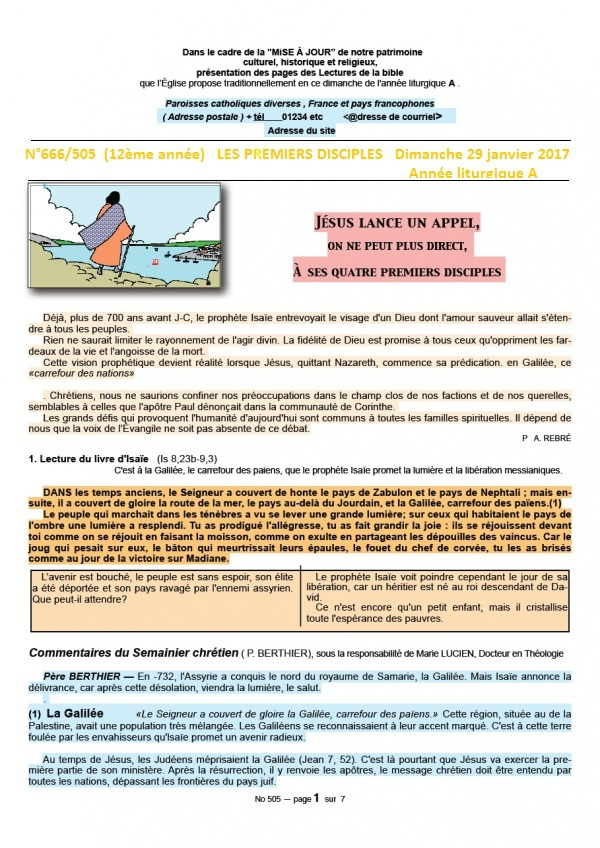 Dans le cadre de la "MiSE À JOUR" de notre patrimoine
culturel, historique et religieux,
présentation des pages des Lectures de la bible
que l'Église propose traditionnellement en ce dimanche de l'année liturgique A .
Paroisses catholiques diverses , France et pays francophones
( Adresse postale ) + tél___01234 etc <@dresse de courriel>
Adresse du site
N°666/505 (12ème année) LES PREMIERS DISCIPLES Dimanche 29 janvier 2017
Année liturgique A
JÉSUS LANCE UN APPEL,
ON NE PEUT PLUS DIRECT,
À SES QUATRE PREMIERS DISCIPLES
Déjà, plus de 700 ans avant J-C, le prophète Isaïe entrevoyait le visage d'un Dieu dont l'amour sauveur allait s'éten-
dre à tous les peuples.
Rien ne saurait limiter le rayonnement de l'agir divin. La fidélité de Dieu est promise à tous ceux qu'oppriment les far-
deaux de la vie et l'angoisse de la mort.
Cette vision prophétique devient réalité lorsque Jésus, quittant Nazareth, commence sa prédication. en Galilée, ce
«carrefour des nations»
. Chrétiens, nous ne saurions confiner nos préoccupations dans le champ clos de nos factions et de nos querelles,
semblables à celles que l'apôtre Paul dénonçait dans la communauté de Corinthe.
Les grands défis qui provoquent l'humanité d'aujourd'hui sont communs à toutes les familles spirituelles. Il dépend de
nous que la voix de l'Évangile ne soit pas absente de ce débat.
P A. REBRÉ
1. Lecture du livre d'Isaïe (Is 8,23b-9,3)
C'est à la Galilée, le carrefour des paiens, que le prophète Isaïe promet la lumière et la libération messianiques.
DANS les temps anciens, le Seigneur a couvert de honte le pays de Zabulon et le pays de Nephtali ; mais en-
suite, il a couvert de gloire la route de la mer, le pays au-delà du Jourdain, et la Galilée, carrefour des païens.(1)
Le peuple qui marchait dans les ténèbres a vu se lever une grande lumière; sur ceux qui habitaient le pays de
l'ombre une lumière a resplendi. Tu as prodigué l'allégresse, tu as fait grandir la joie : ils se réjouissent devant
toi comme on se réjouit en faisant la moisson, comme on exulte en partageant les dépouilles des vaincus. Car le
joug qui pesait sur eux, le bâton qui meurtrissait leurs épaules, le fouet du chef de corvée, tu les as brisés
comme au jour de la victoire sur Madiane.
L'avenir est bouché, le peuple est sans espoir, son élite
a été déportée et son pays ravagé par l'ennemi assyrien.
Que peut-il attendre?
Le prophète Isaïe voit poindre cependant le jour de sa
libération, car un héritier est né au roi descendant de Da-
vid.
Ce n'est encore qu'un petit enfant, mais il cristallise
toute l'espérance des pauvres.
Commentaires du Semainier chrétien ( P. BERTHIER), sous la responsabilité de Marie LUCIEN, Docteur en Théologie
Père BERTHIER — En -732, l'Assyrie a conquis le nord du royaume de Samarie, la Galilée. Mais Isaïe annonce la
délivrance, car après cette désolation, viendra la lumière, le salut.
.
(1) La Galilée «Le Seigneur a couvert de gloire la Galilée, carrefour des païens.» Cette région, située au de la
Palestine, avait une population très mélangée. Les Galiléens se reconnaissaient à leur accent marqué. C'est à cette terre
foulée par les envahisseurs qu'Isaïe promet un avenir radieux.
Au temps de Jésus, les Judéens méprisaient la Galilée (Jean 7, 52). C'est là pourtant que Jésus va exercer la pre-
mière partie de son ministère. Après la résurrection, il y renvoie les apôtres, le message chrétien doit être entendu par
toutes les nations, dépassant les frontières du pays juif.
No 505 — page 1 sur 7